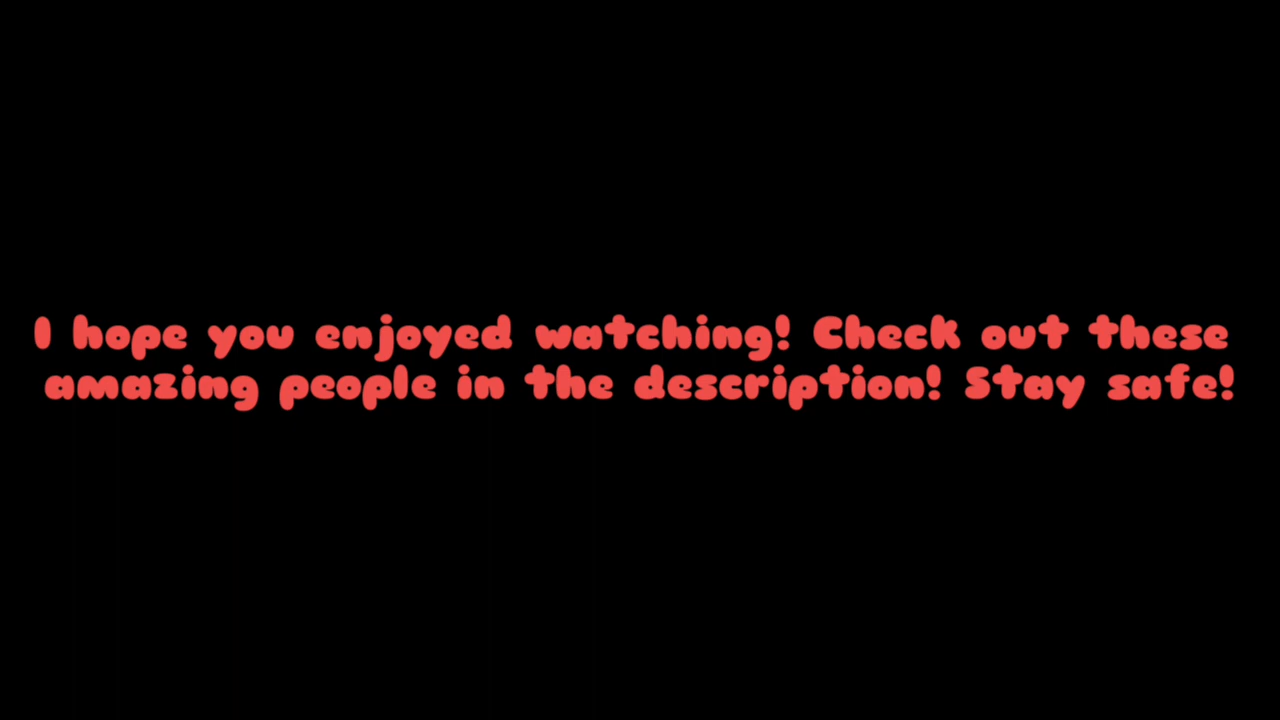 I hope you enjoyed watching! Check out these
amazing people in the description! Stay safe!